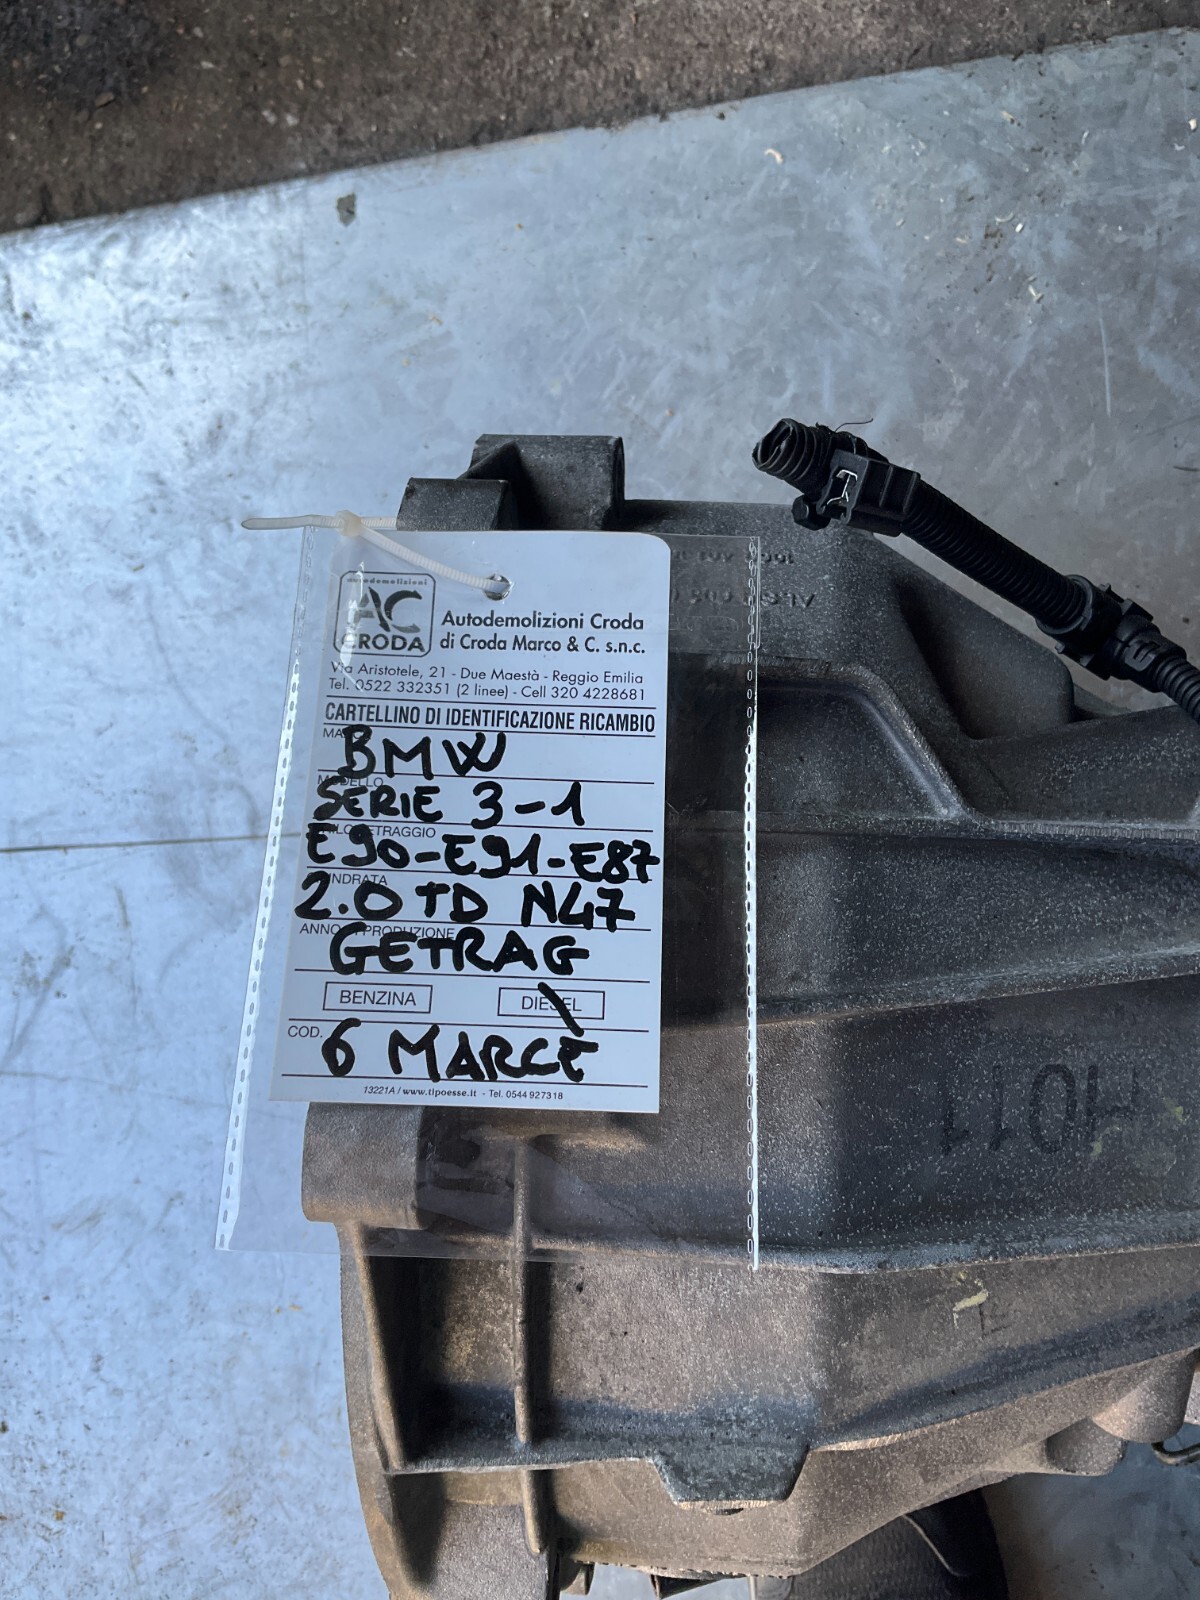 autodemolizioni
AC
CRODA
Autodemolizioni Croda
di Croda Marco & C. s.n.c.
Via Aristotele, 21 - Due Maestà - Reggio Emilia
Tel. 0522 332351 (2 linee) - Cell 320 4228681
CARTELLINO DI IDENTIFICAZIONE RICAMBIO
BMW
MODELLO
SERIE 3-1
E90-E91-E87
2.0 TD N47
GETRAG
BENZINA DIESEL
COD. 6 MARCE
13221A / www.tipoesse.it - Tel. 0544 927318
H011